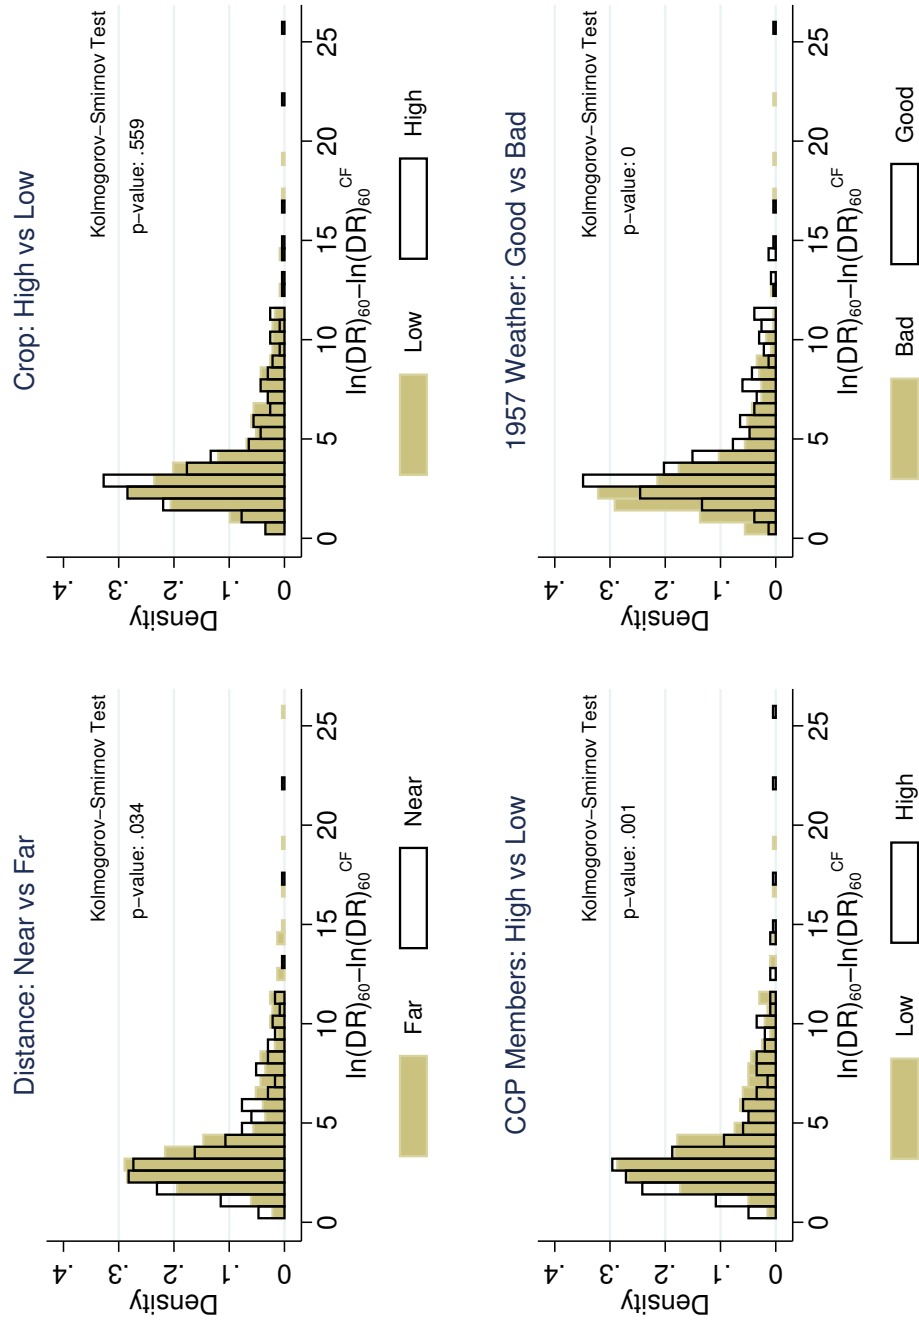 Distance: Near vs Far
Kolmogorov−Smirnov Test
p−value: .034
Density
0 .1 .2 .3 .4
0 5 10 15 20 25
ln(DR)60−ln(DR)60CF
Far Near
Crop: High vs Low
Kolmogorov−Smirnov Test
p−value: .559
Density
0 .1 .2 .3 .4
0 5 10 15 20 25
ln(DR)60−ln(DR)60CF
Low High
CCP Members: High vs Low
Kolmogorov−Smirnov Test
p−value: .001
Density
0 .1 .2 .3 .4
0 5 10 15 20 25
ln(DR)60−ln(DR)60CF
Low High
1957 Weather: Good vs Bad
Kolmogorov−Smirnov Test
p−value: 0
Density
0 .1 .2 .3 .4
0 5 10 15 20 25
ln(DR)60−ln(DR)60CF
Bad Good